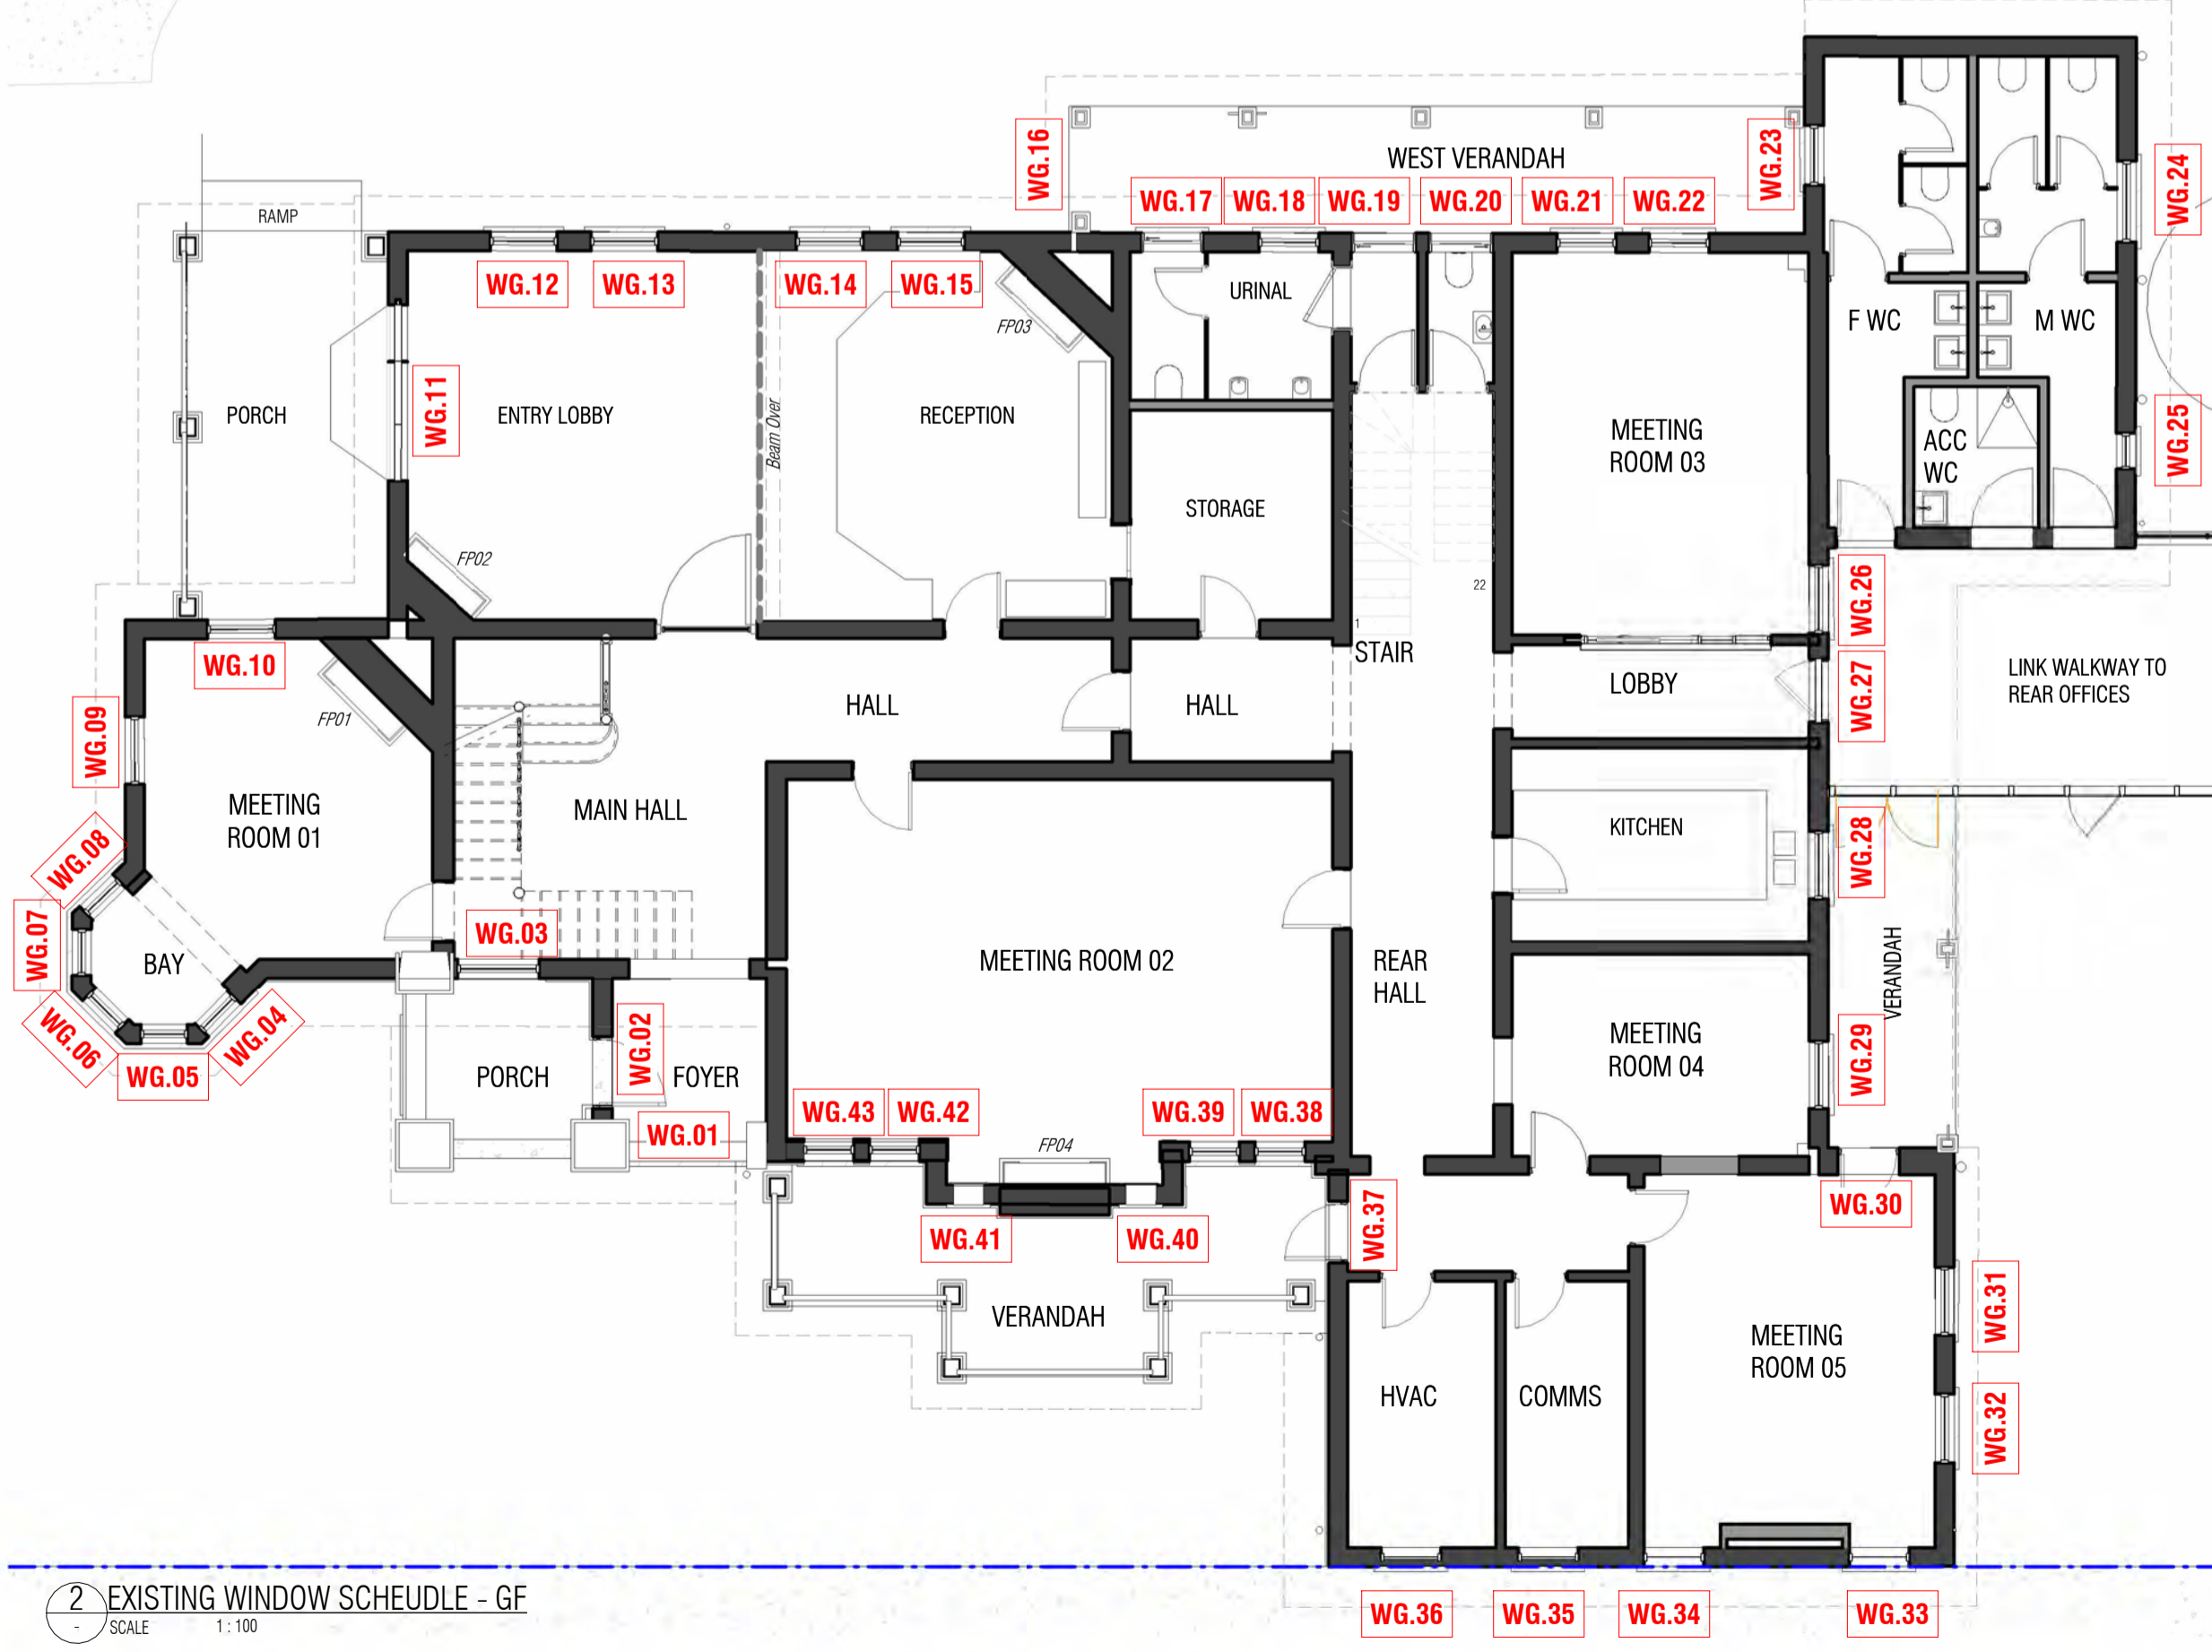 WG.16
WEST VERANDAH
WG.23
WG.24
WG.17
WG.18
WG.19
WG.20
WG.21
WG.22
RAMP
WG.12
WG.13
WG.14
WG.15
URINAL
FP03
F WC
M WC
PORCH
WG.11
ENTRY LOBBY
Beam Over
RECEPTION
MEETING
ROOM 03
ACC
WC
WG.25
STORAGE
FP02
22
WG.26
1
STAIR
WG.10
LOBBY
WG.27
LINK WALKWAY TO
REAR OFFICES
HALL
HALL
FP01
WG.09
MEETING
ROOM 01
MAIN HALL
KITCHEN
WG.28
WG.08
WG.07
WG.03
BAY
MEETING ROOM 02
REAR
HALL
VERANDAH
WG.06
WG.05
WG.04
PORCH
WG.02
FOYER
MEETING
ROOM 04
WG.29
WG.43
WG.42
WG.39
WG.38
WG.01
FP04
WG.37
WG.30
WG.41
WG.40
VERANDAH
WG.31
MEETING
ROOM 05
HVAC
COMMS
WG.32
2
-
EXISTING WINDOW SCHEUDLE - GF
SCALE 1 : 100
WG.36
WG.35
WG.34
WG.33